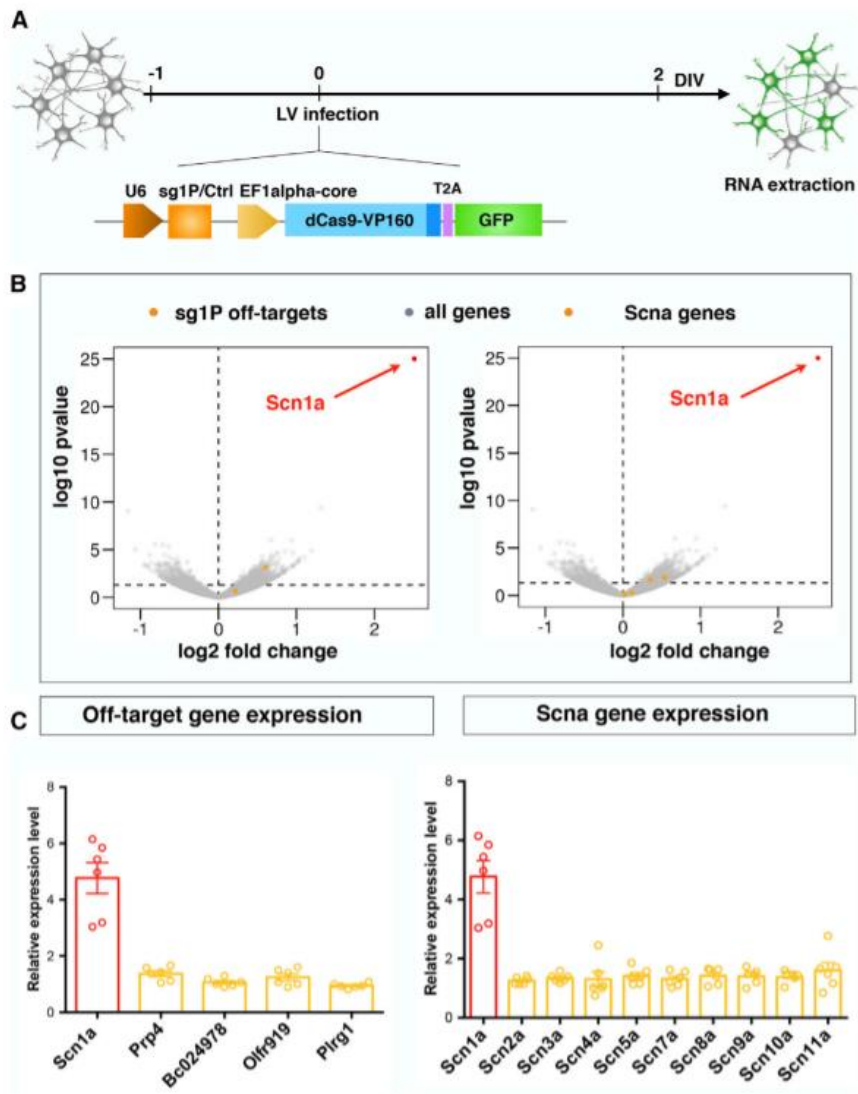 A
-1 0 2 DIV
LV infection
RNA extraction
U6 sg1P/Ctrl EF1alpha-core T2A
dCas9-VP160 GFP
B
sg1P off-targets all genes Scna genes
25
20
15
10
5
0
log10 pvalue
Scn1a
-1 0 1 2
log2 fold change
25
20
15
10
5
0
log10 pvalue
Scn1a
-1 0 1 2
log2 fold change
C
Off-target gene expression
Scna gene expression
8
6
4
2
0
Relative expression level
Scn1a Prp4 Bc024978 Olfr919 Plrg1
8
6
4
2
0
Relative expression level
Scn1a Scn2a Scn3a Scn4a Scn5a Scn7a Scn8a Scn9a Scn10a Scn11a